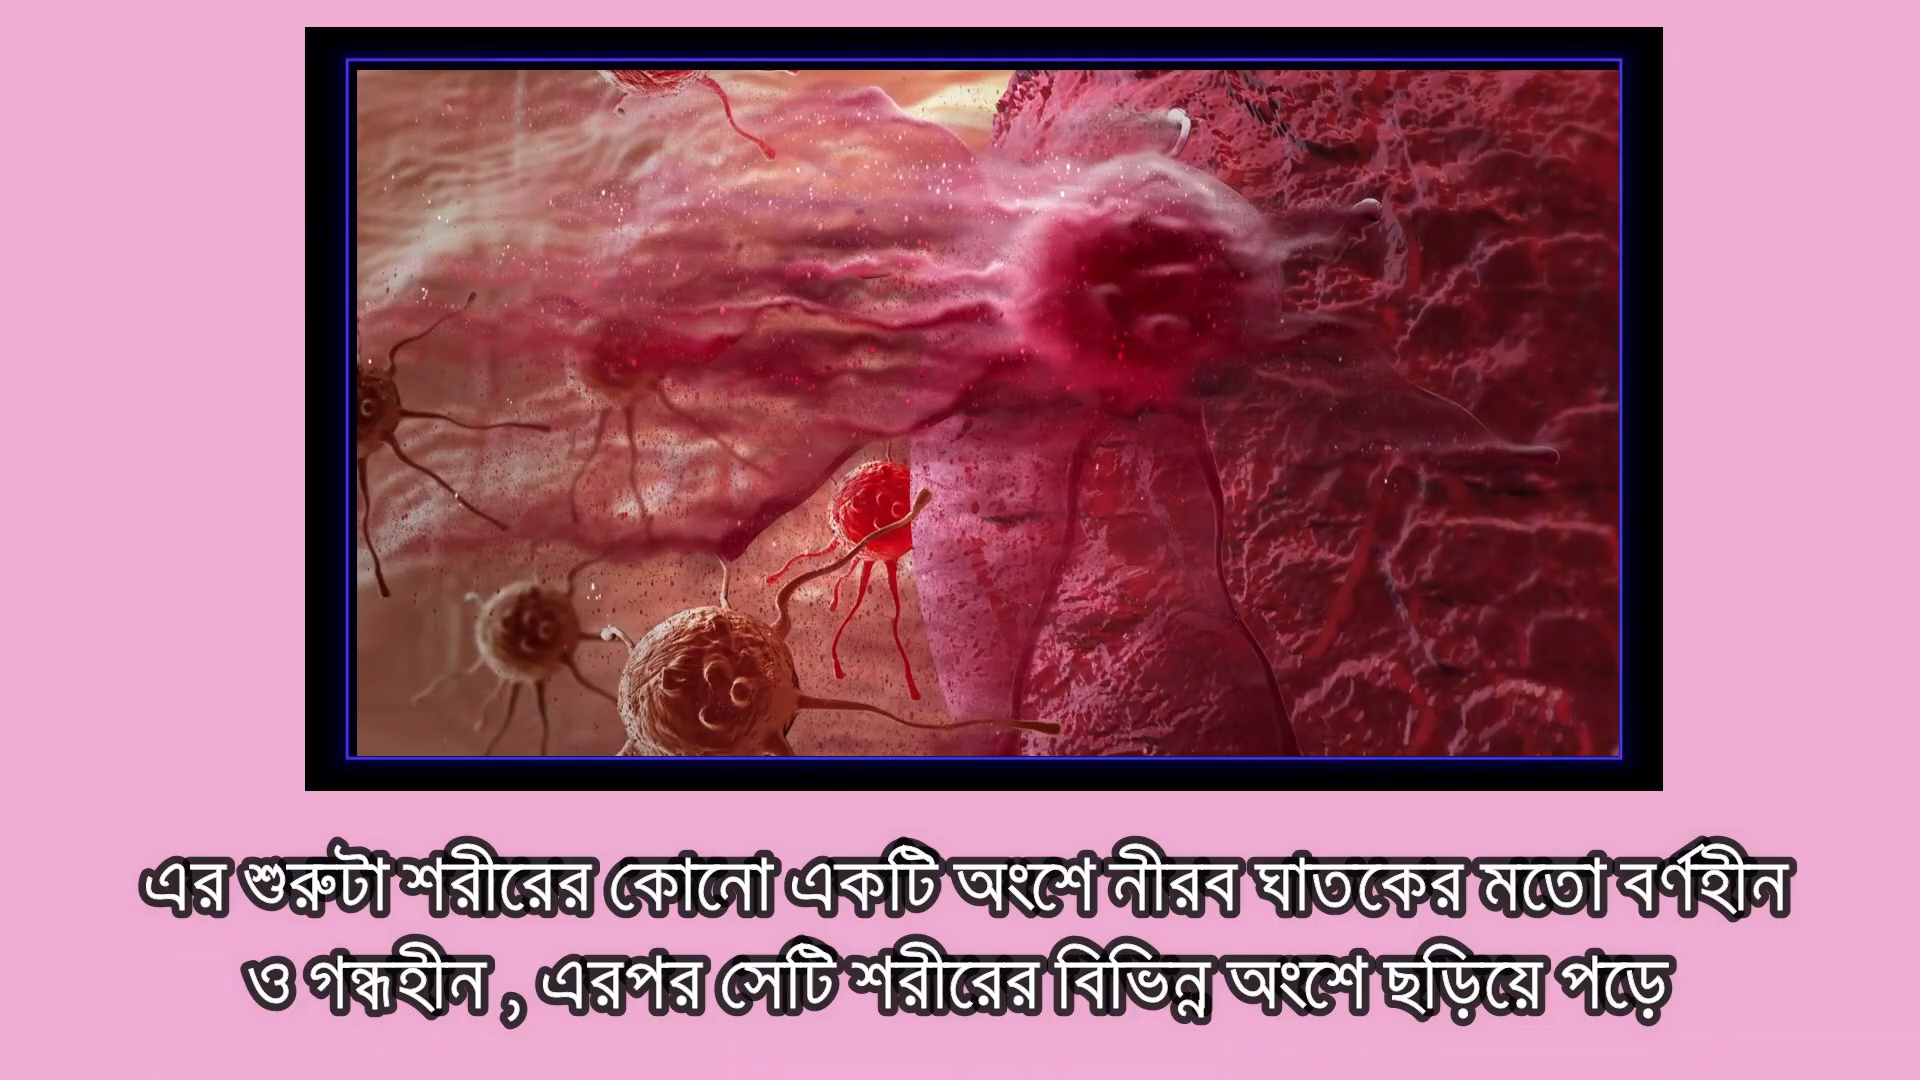 এর শুরুটা শরীরের কোনো একটি অংশে নীরব ঘাতকের মতো বর্ণহীন
ও গন্ধহীন , এরপর সেটি শরীরের বিভিন্ন অংশে ছড়িয়ে পড়ে